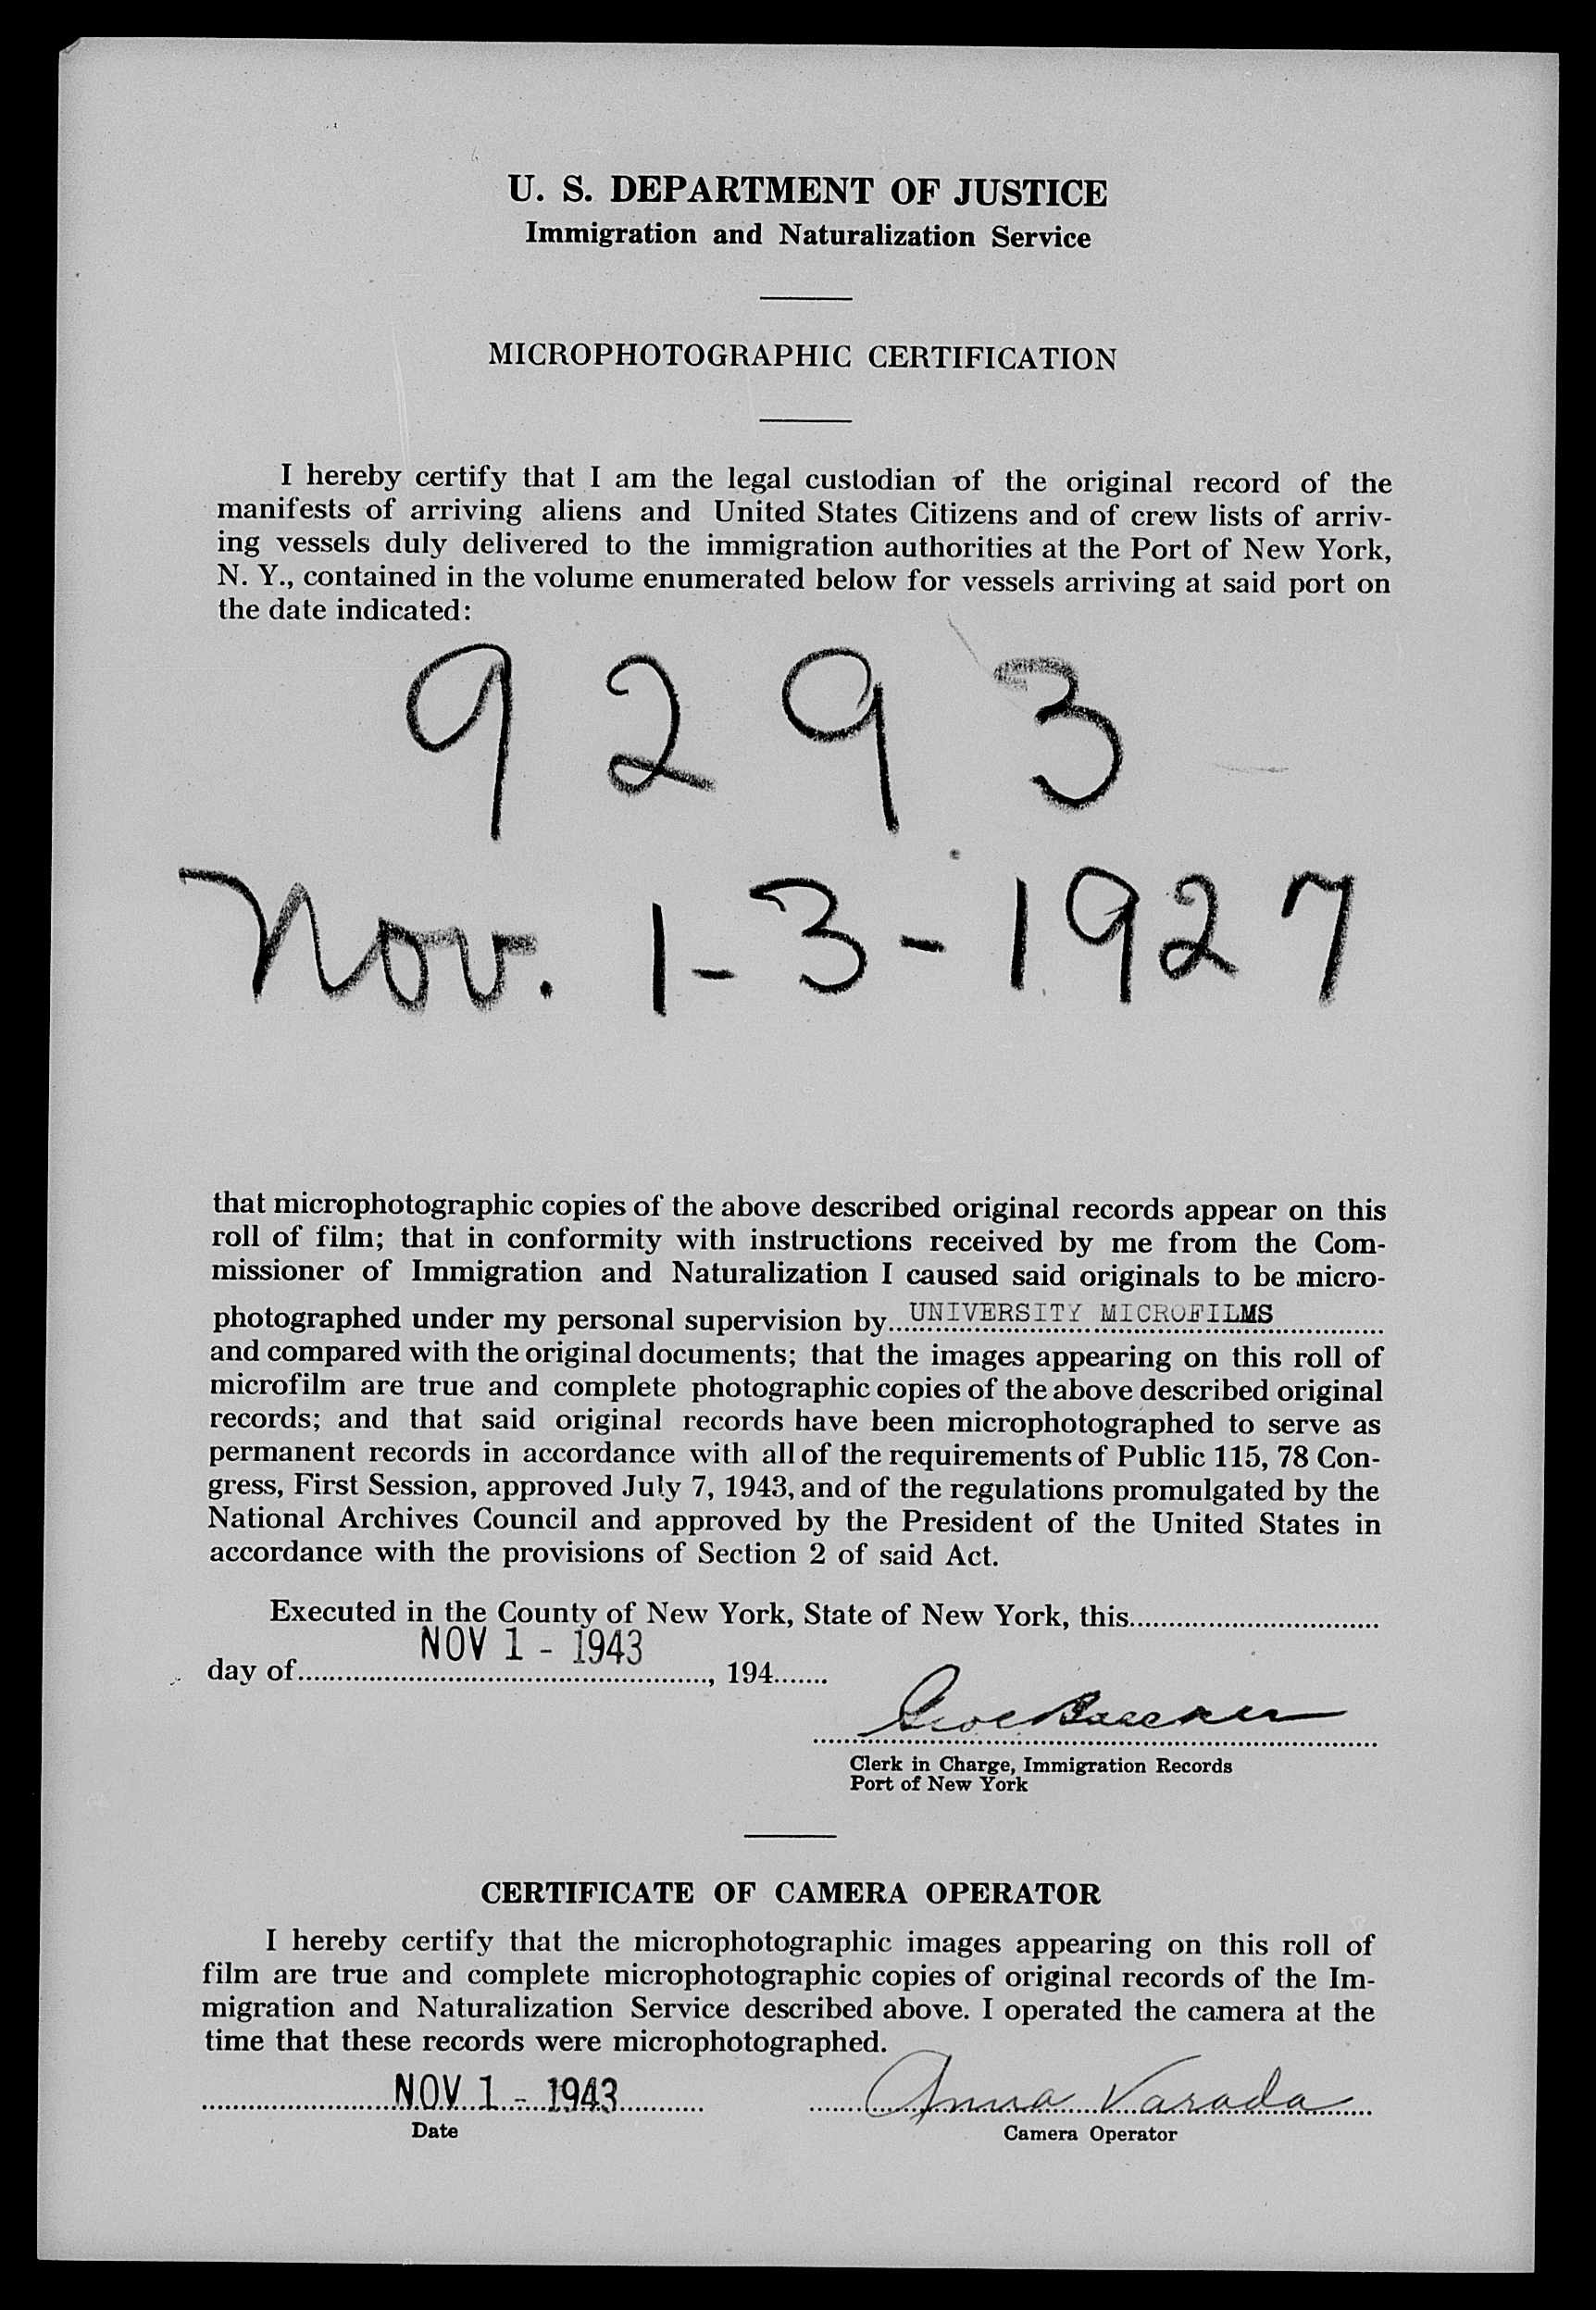 U. S. DEPARTMENT OF JUSTICE
Immigration and Naturalization Service
MICROPHOTOGRAPHIC CERTIFICATION
I hereby certify that I am the legal custodian of the original record of the
manifests of arriving aliens and United States Citizens and of crew lists of arriv-
ing vessels duly delivered to the immigration authorities at the Port of New York,
N. Y., contained in the volume enumerated below for vessels arriving at said port on
the date indicated:
9293
Nov. 1-3-1927
that microphotographic copies of the above described original records appear on this
roll of film; that in conformity with instructions received by me from the Com-
missioner of Immigration and Naturalization I caused said originals to be micro-
photographed under my personal supervision by UNIVERSITY MICROFILMS
and compared with the original documents; that the images appearing on this roll of
microfilm are true and complete photographic copies of the above described original
records; and that said original records have been microphotographed to serve as
permanent records in accordance with all of the requirements of Public 115, 78 Con-
gress, First Session, approved July 7, 1943, and of the regulations promulgated by the
National Archives Council and approved by the President of the United States in
accordance with the provisions of Section 2 of said Act.
Executed in the County of New York, State of New York, this
NOV 1 - 1943
day of, 194
Clerk in Charge, Immigration Records
Port of New York
CERTIFICATE OF CAMERA OPERATOR
I hereby certify that the microphotographic images appearing on this roll of
film are true and complete microphotographic copies of original records of the Im-
migration and Naturalization Service described above. I operated the camera at the
time that these records were microphotographed.
NOV 1 - 1943 Anna Varada
Date Camera Operator